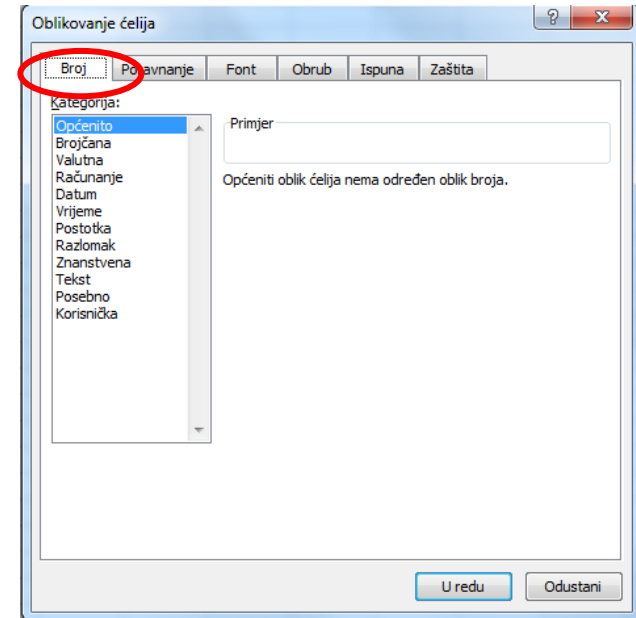 Oblikovanje ćelija
Broj Poravnanje Font Obrub Ispuna Zaštita
Kategorija:
Općenito
Brojčana
Valutna
Računanje
Datum
Vrijeme
Postotka
Razlomak
Znanstvena
Tekst
Posebno
Korisnička
Primjer
Općeniti oblik ćelija nema određen oblik broja.
U redu Odustani